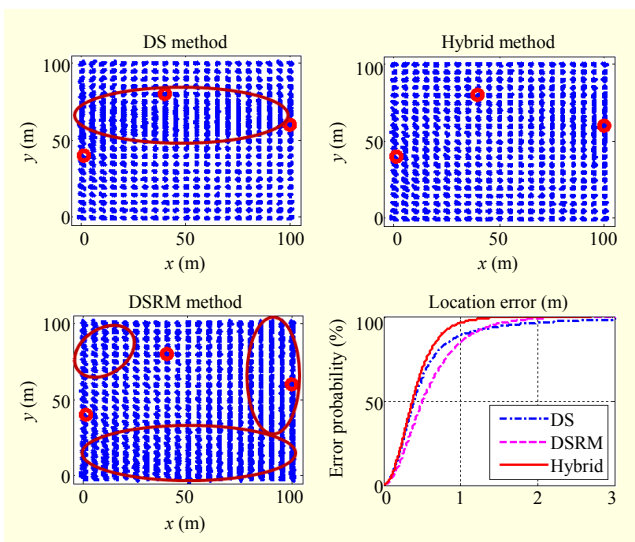 DS method
100
50
0
y (m)
0
50
100
x (m)
Hybrid method
100
50
0
y (m)
0
50
100
x (m)
DSRM method
100
50
0
y (m)
0
50
100
x (m)
Location error (m)
100
50
0
Error probability (%)
0
1
2
3
DS
DSRM
Hybrid